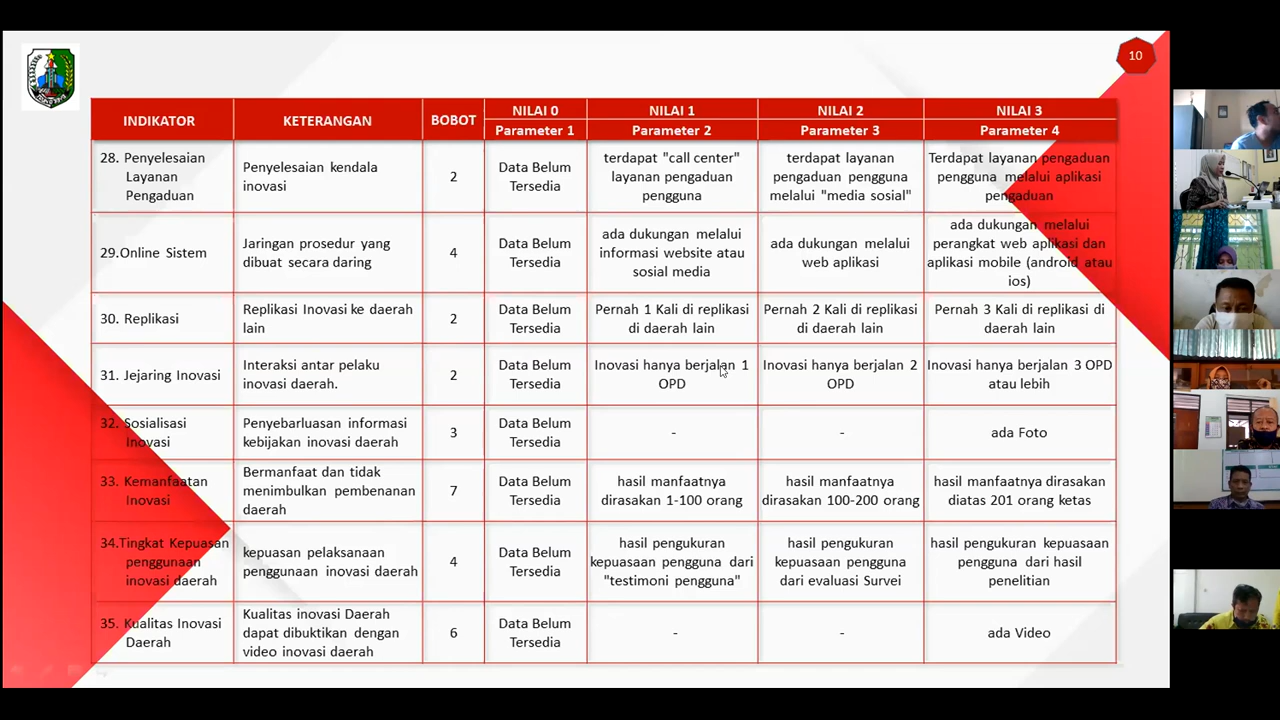 10
INDIKATOR
KETERANGAN
BOBOT
NILAI 0
NILAI 1
NILAI 2
NILAI 3
Parameter 1
Parameter 2
Parameter 3
Parameter 4
28. Penyelesaian
Layanan
Pengaduan
Penyelesaian kendala
inovasi
2
Data Belum
Tersedia
terdapat "call center"
layanan pengaduan
pengguna
terdapat layanan
pengaduan pengguna
melalui "media sosial"
Terdapat layanan pengaduan
pengguna melalui aplikasi
pengaduan
29.Online Sistem
Jaringan prosedur yang
dibuat secara daring
4
Data Belum
Tersedia
ada dukungan melalui
informasi website atau
sosial media
ada dukungan melalui
web aplikasi
ada dukungan melalui
perangkat web aplikasi dan
aplikasi mobile (android atau
ios)
30. Replikasi
Replikasi Inovasi ke daerah
lain
2
Data Belum
Tersedia
Pernah 1 Kali di replikasi
di daerah lain
Pernah 2 Kali di replikasi
di daerah lain
Pernah 3 Kali di replikasi di
daerah lain
31. Jejaring Inovasi
Interaksi antar pelaku
inovasi daerah.
2
Data Belum
Tersedia
Inovasi hanya berjalan 1
OPD
Inovasi hanya berjalan 2
OPD
Inovasi hanya berjalan 3 OPD
atau lebih
32. Sosialisasi
Inovasi
Penyebarluasan informasi
kebijakan inovasi daerah
3
Data Belum
Tersedia
-
-
ada Foto
33. Kemanfaatan
Inovasi
Bermanfaat dan tidak
menimbulkan pembenanan
daerah
7
Data Belum
Tersedia
hasil manfaatnya
dirasakan 1-100 orang
hasil manfaatnya
dirasakan 100-200 orang
hasil manfaatnya dirasakan
diatas 201 orang ketas
34.Tingkat Kepuasan
penggunaan
inovasi daerah
kepuasan pelaksanaan
penggunaan inovasi daerah
4
Data Belum
Tersedia
hasil pengukuran
kepuasaan pengguna dari
"testimoni pengguna"
hasil pengukuran
kepuasaan pengguna
dari evaluasi Survei
hasil pengukuran kepuasaan
pengguna dari hasil
penelitian
35. Kualitas Inovasi
Daerah
Kualitas inovasi Daerah
dapat dibuktikan dengan
video inovasi daerah
6
Data Belum
Tersedia
-
-
ada Video